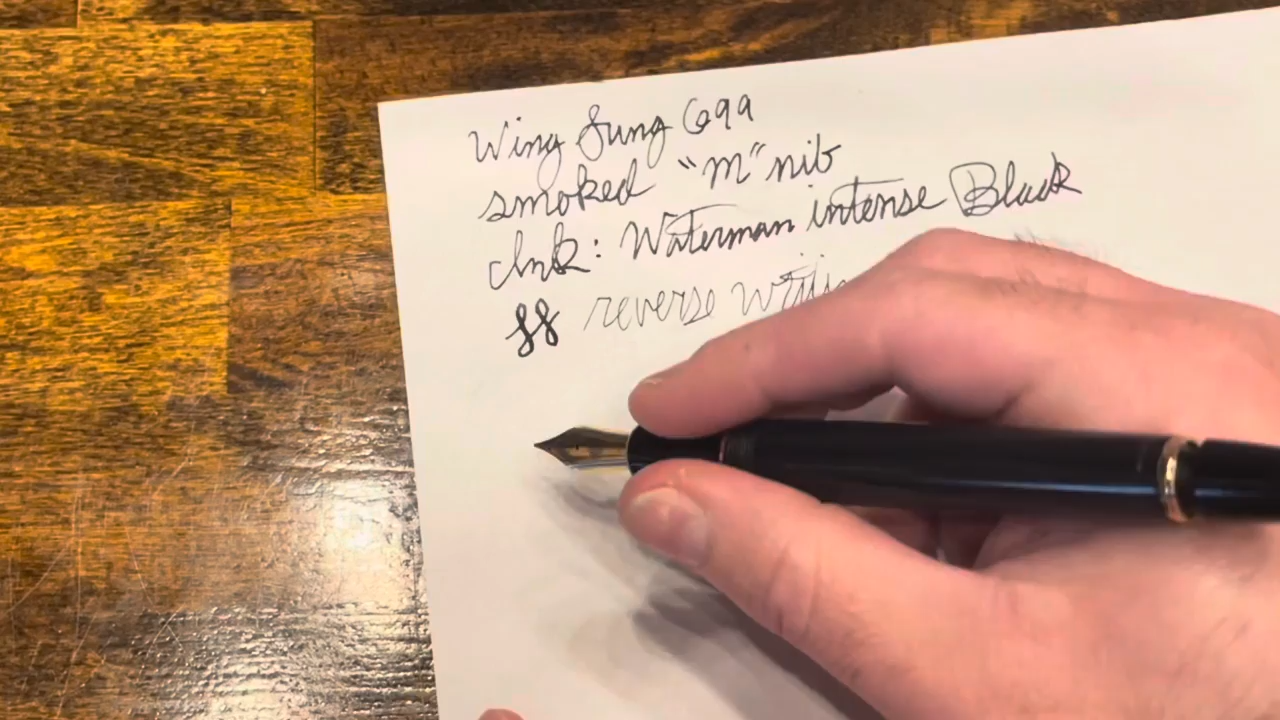 Wing Sung 699
smoked "M" nib
Ink: Waterman intense Black
ff reverse